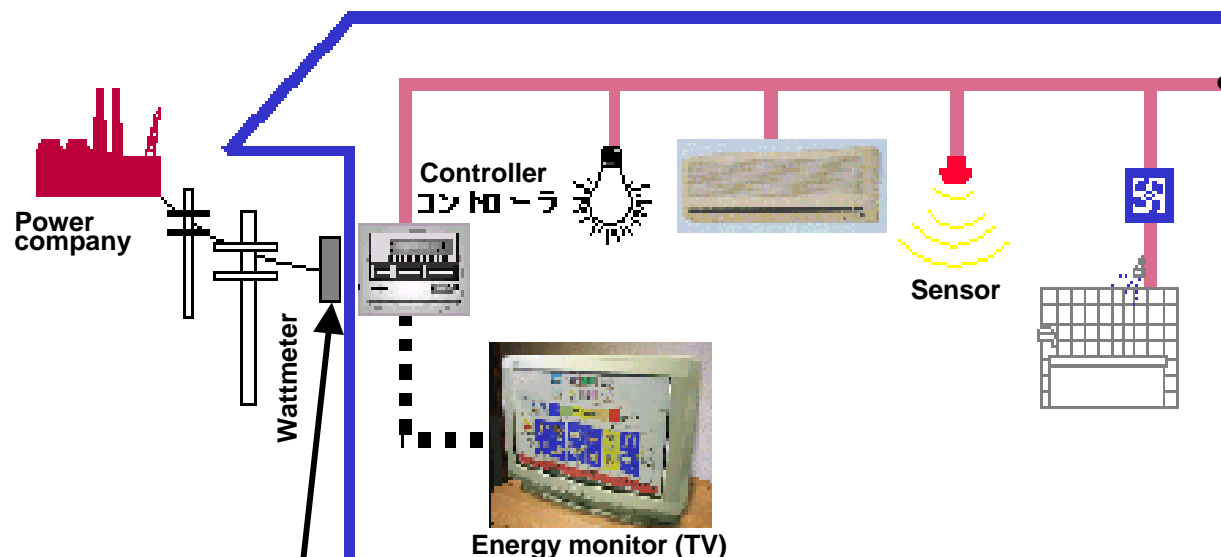 Power
company
Wattmeter
Controller
コントローラ
Sensor
Energy monitor (TV)